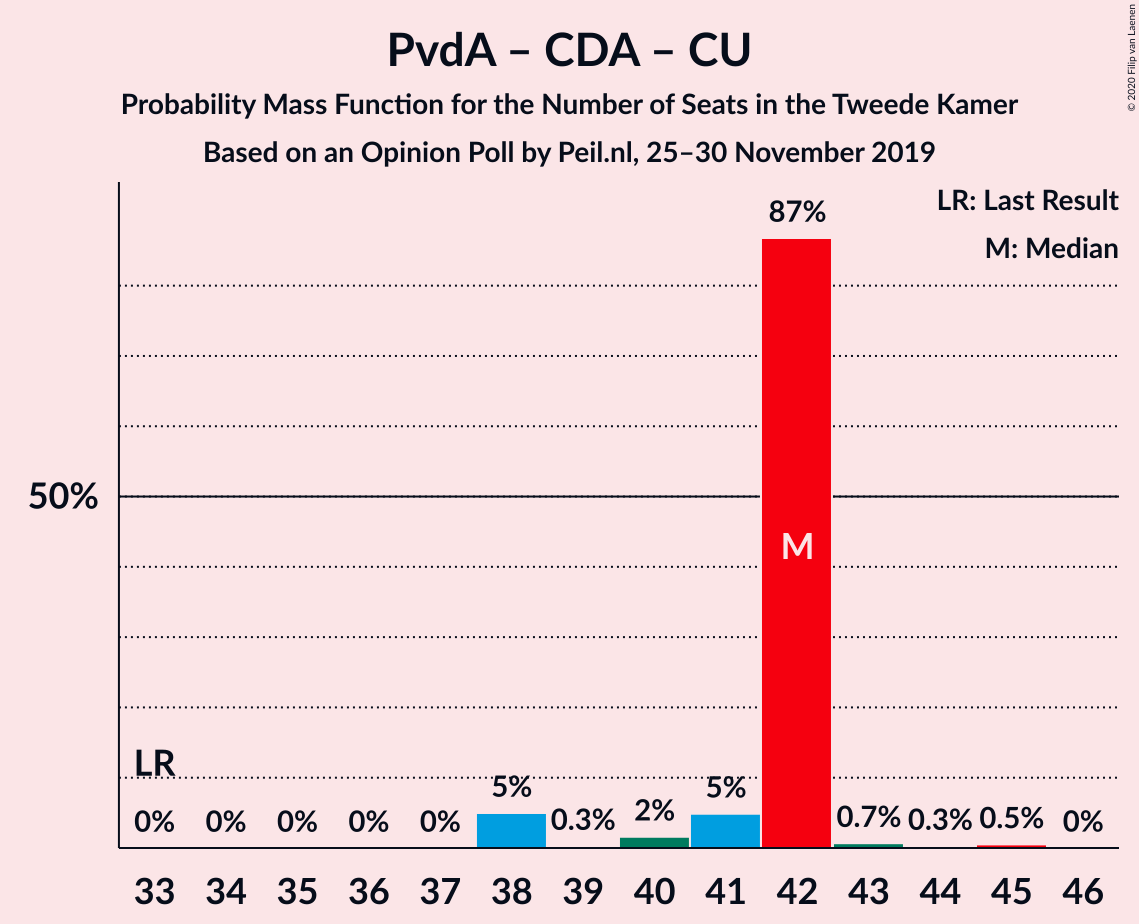 PvdA – CDA – CU
Probability Mass Function for the Number of Seats in the Tweede Kamer
Based on an Opinion Poll by Peil.nl, 25–30 November 2019
© 2020 Filip van Laenen
LR: Last Result
M: Median
87%
50%
M
LR
0% 0% 0% 0% 0% 5% 0.3% 2% 5% 0.7% 0.3% 0.5% 0%
33 34 35 36 37 38 39 40 41 42 43 44 45 46